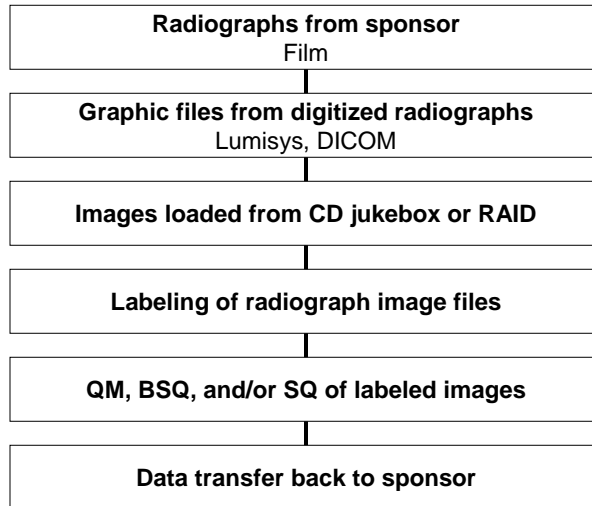 Radiographs from sponsor
Film
Graphic files from digitized radiographs
Lumisys, DICOM
Images loaded from CD jukebox or RAID
Labeling of radiograph image files
QM, BSQ, and/or SQ of labeled images
Data transfer back to sponsor